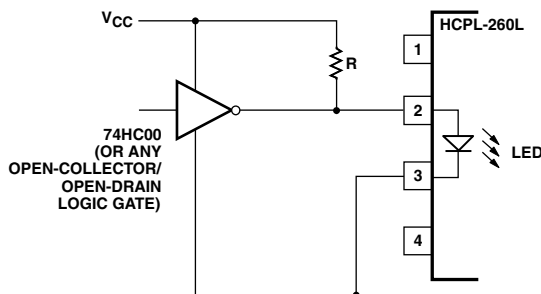 VCC
HCPL-260L
1
R
2
74HC00
(OR ANY
OPEN-COLLECTOR/
OPEN-DRAIN
LOGIC GATE)
LED
3
4